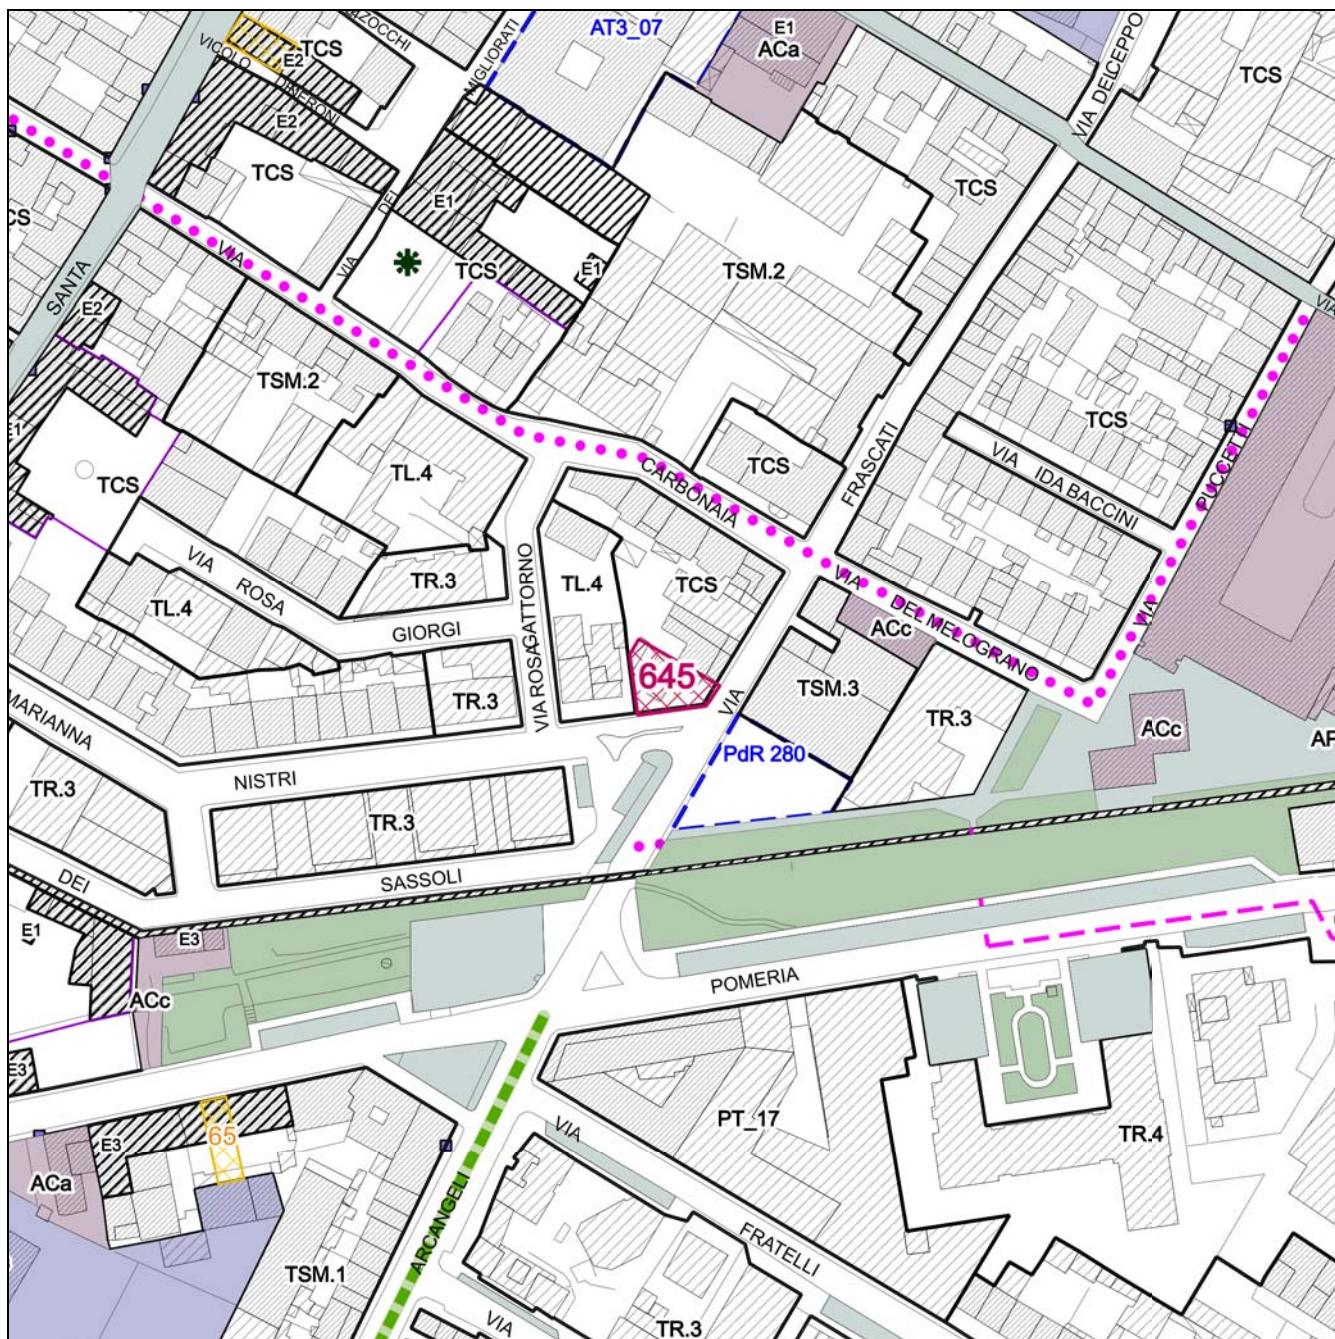 AT3_07
E1
ACa
TCS
E2
VICOLO
DE' NERONI
MIGLIORATI
VIA DEL CEPPO
TCS
E2
TCS
E1
DEI
VIA
TCS
E1
TCS
VIA
SANTA
E2
TSM.2
VIA
TSM.2
TCS
E1
TCS
TL.4
CARBONAIA
TCS
FRASCATI
VIA IDA BACCINI
PUCCETTI
VIA
VIA ROSA
GIORGI
TL.4
TR.3
VIA ROSA GATTORNO
TL.4
TCS
645
VIA
DEL MELOGRANO
ACc
VIA
TSM.3
TR.3
ACc
MARIANNA
NISTRI
TR.3
TR.3
PdR 280
TR.3
DEI
SASSOLI
E1
E3
ACc
POMERIA
E3
E3
65
ACa
TSM.1
ARCANGELI
VIA
PT_17
TR.4
FRATELLI
VIA
TR.3